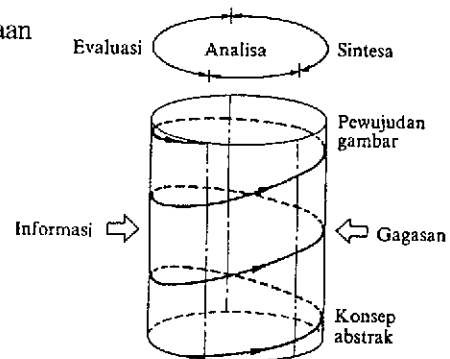 aan
Evaluasi
Analisa
Sintesa
Pewujudan
gambar
Informasi
Gagasan
Konsep
abstrak